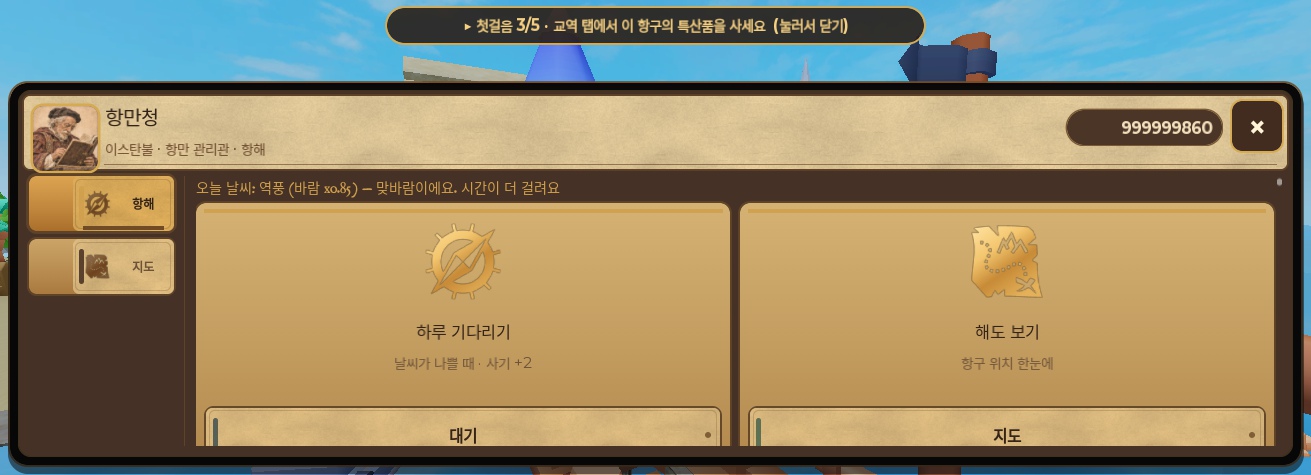 ▸ 첫걸음 3/5 · 교역 탭에서 이 항구의 특산품을 사세요 (눌러서 닫기)
항만청
이스탄불 · 항만 관리관 · 항해
999999860
×
항해
지도
오늘 날씨: 역풍 (바람 x0.85) — 맞바람이에요. 시간이 더 걸려요
하루 기다리기
날씨가 나쁠 때 · 사기 +2
대기
해도 보기
항구 위치 한눈에
지도